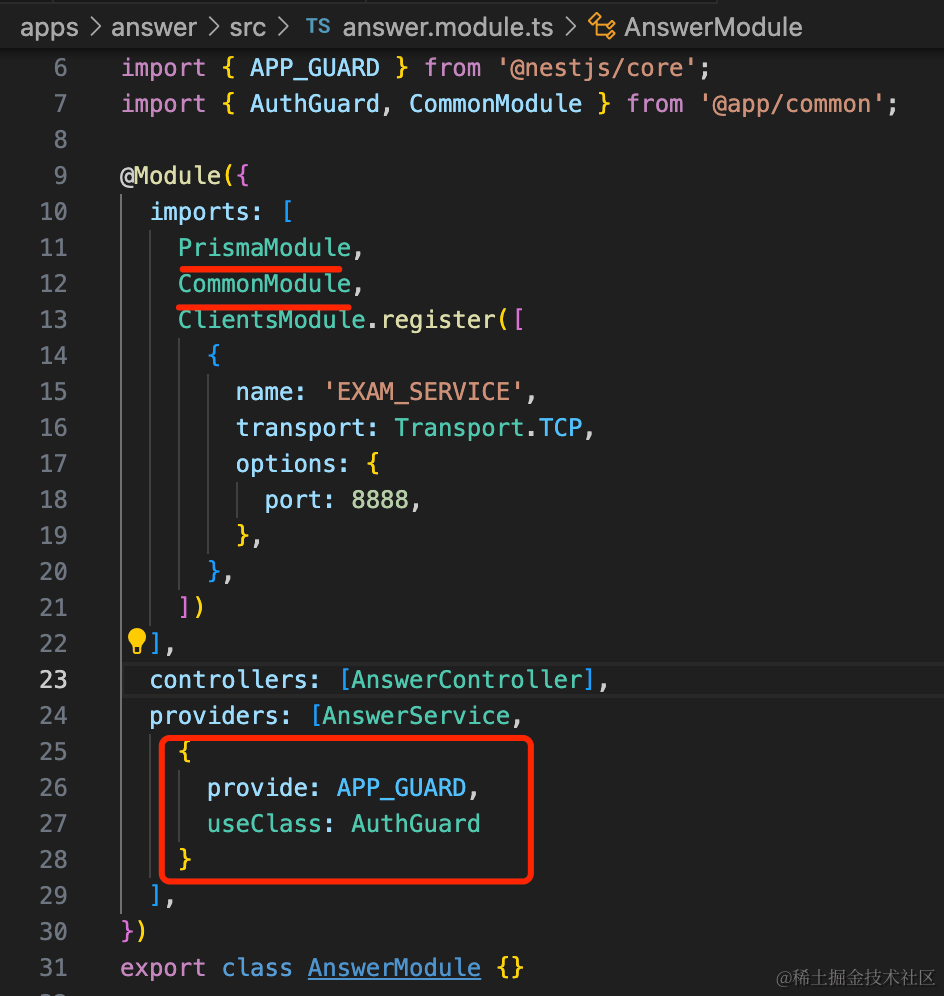 apps > answer > src > TS answer.module.ts > AnswerModule
6 import { APP_GUARD } from '@nestjs/core';
7 import { AuthGuard, CommonModule } from '@app/common';
8
9 @Module({
10   imports: [
11     PrismaModule,
12     CommonModule,
13     ClientsModule.register([
14       {
15         name: 'EXAM_SERVICE',
16         transport: Transport.TCP,
17         options: {
18           port: 8888,
19         },
20       },
21     ])
22   ],
23   controllers: [AnswerController],
24   providers: [AnswerService,
25     {
26       provide: APP_GUARD,
27       useClass: AuthGuard
28     }
29   ],
30 })
31 export class AnswerModule {}
@稀土掘金技术社区